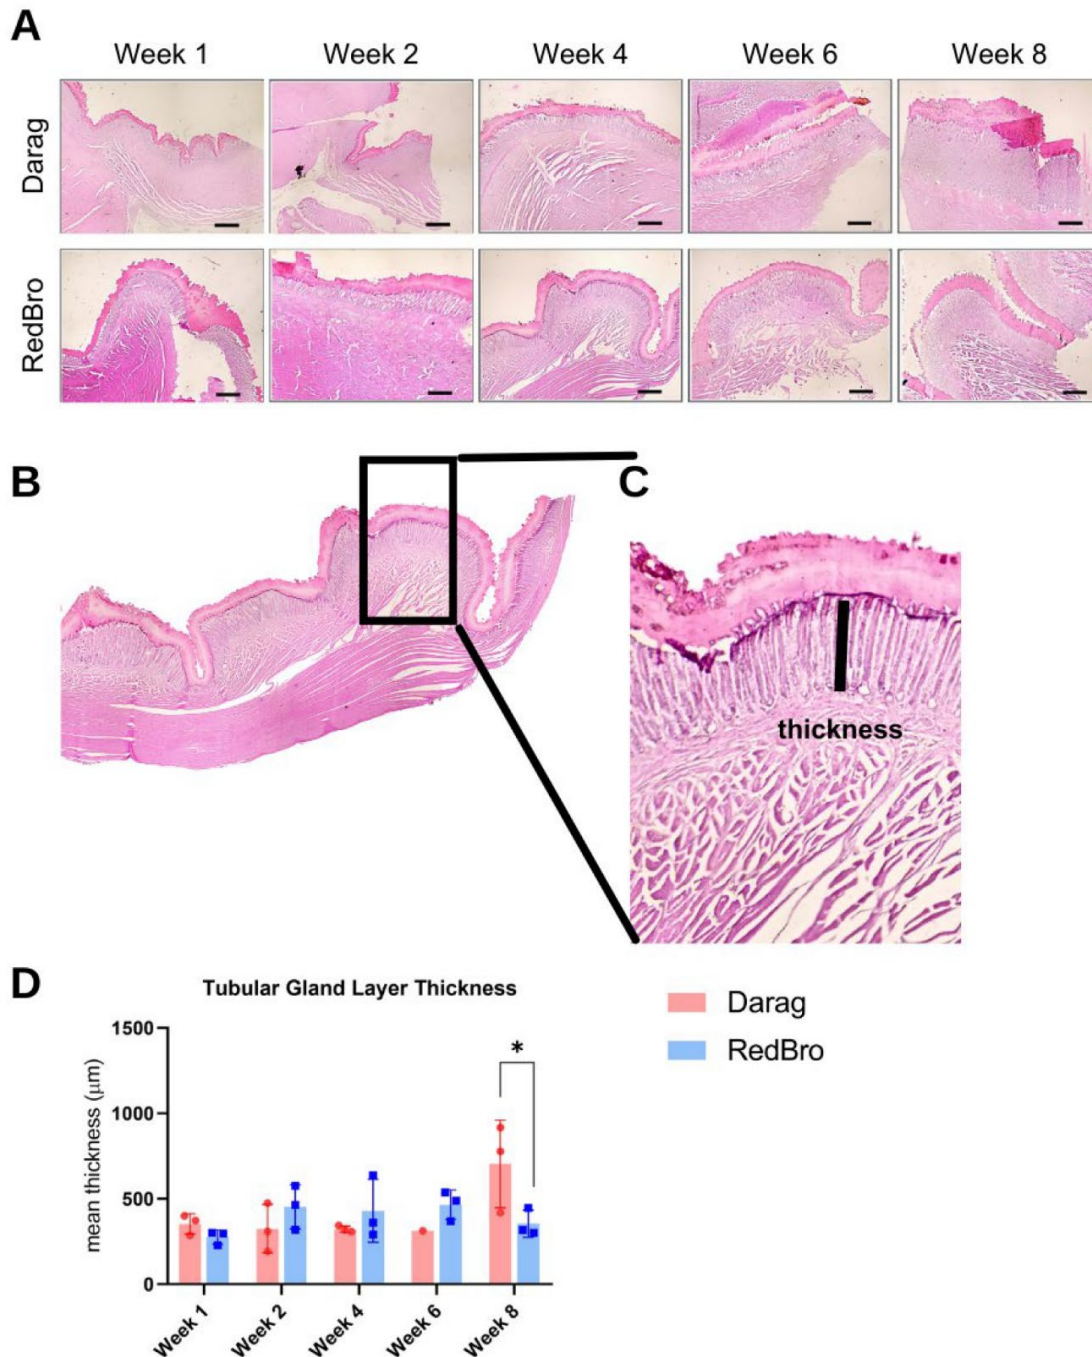 A
Week 1 Week 2 Week 4 Week 6 Week 8
Darag
RedBro
B
C
thickness
D
Tubular Gland Layer Thickness
Darag
RedBro
mean thickness (μm)
1500
1000
500
0
*
Week 1 Week 2 Week 4 Week 6 Week 8